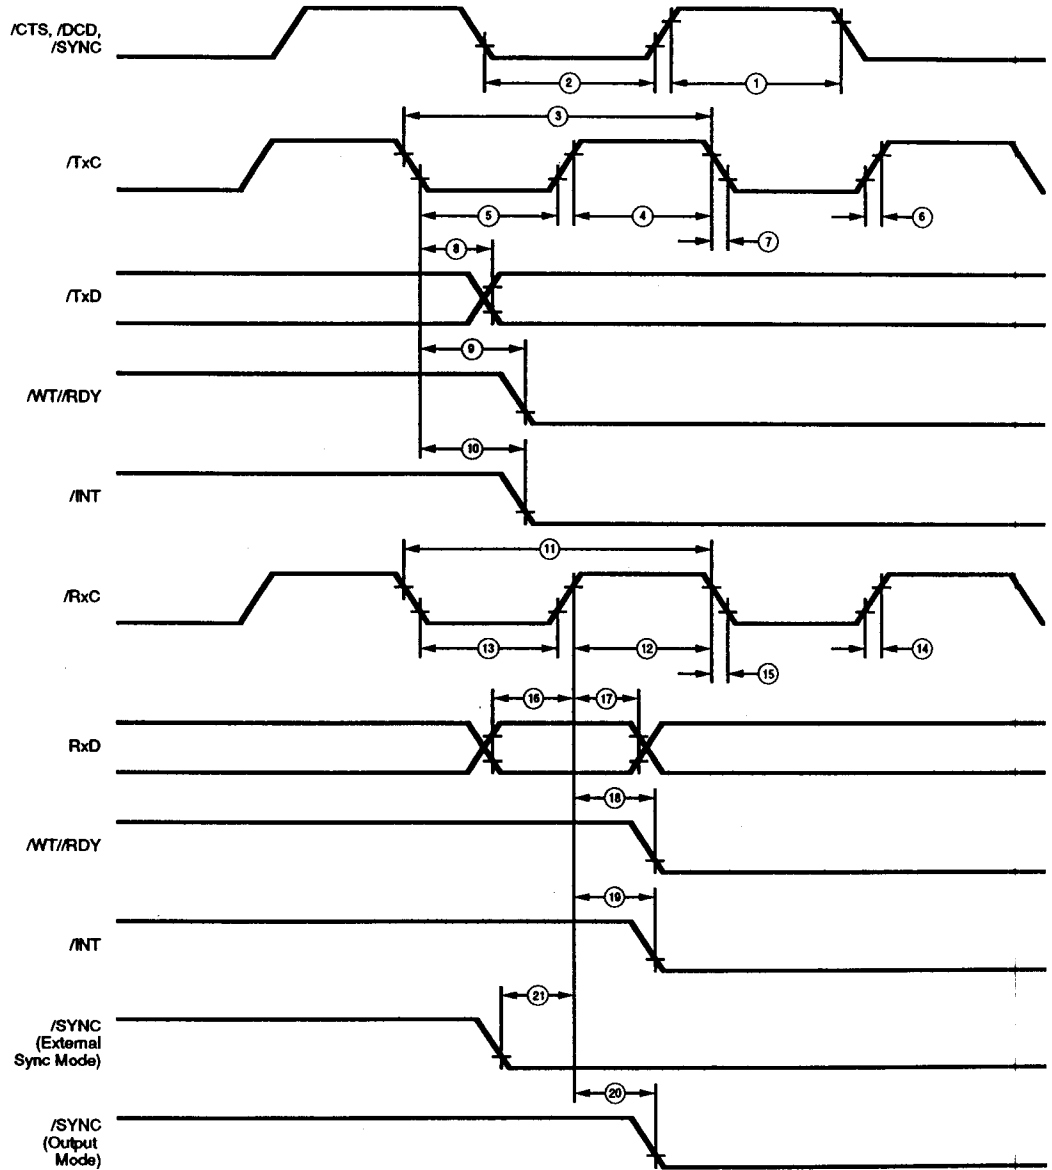 /CTS, /DCD,
/SYNC
2
1
3
/TxC
5
4
6
7
8
/TxD
9
/WT//RDY
10
/INT
11
/RxC
13
12
14
15
16
17
RxD
18
/WT//RDY
19
/INT
21
/SYNC
(External
Sync Mode)
20
/SYNC
(Output
Mode)